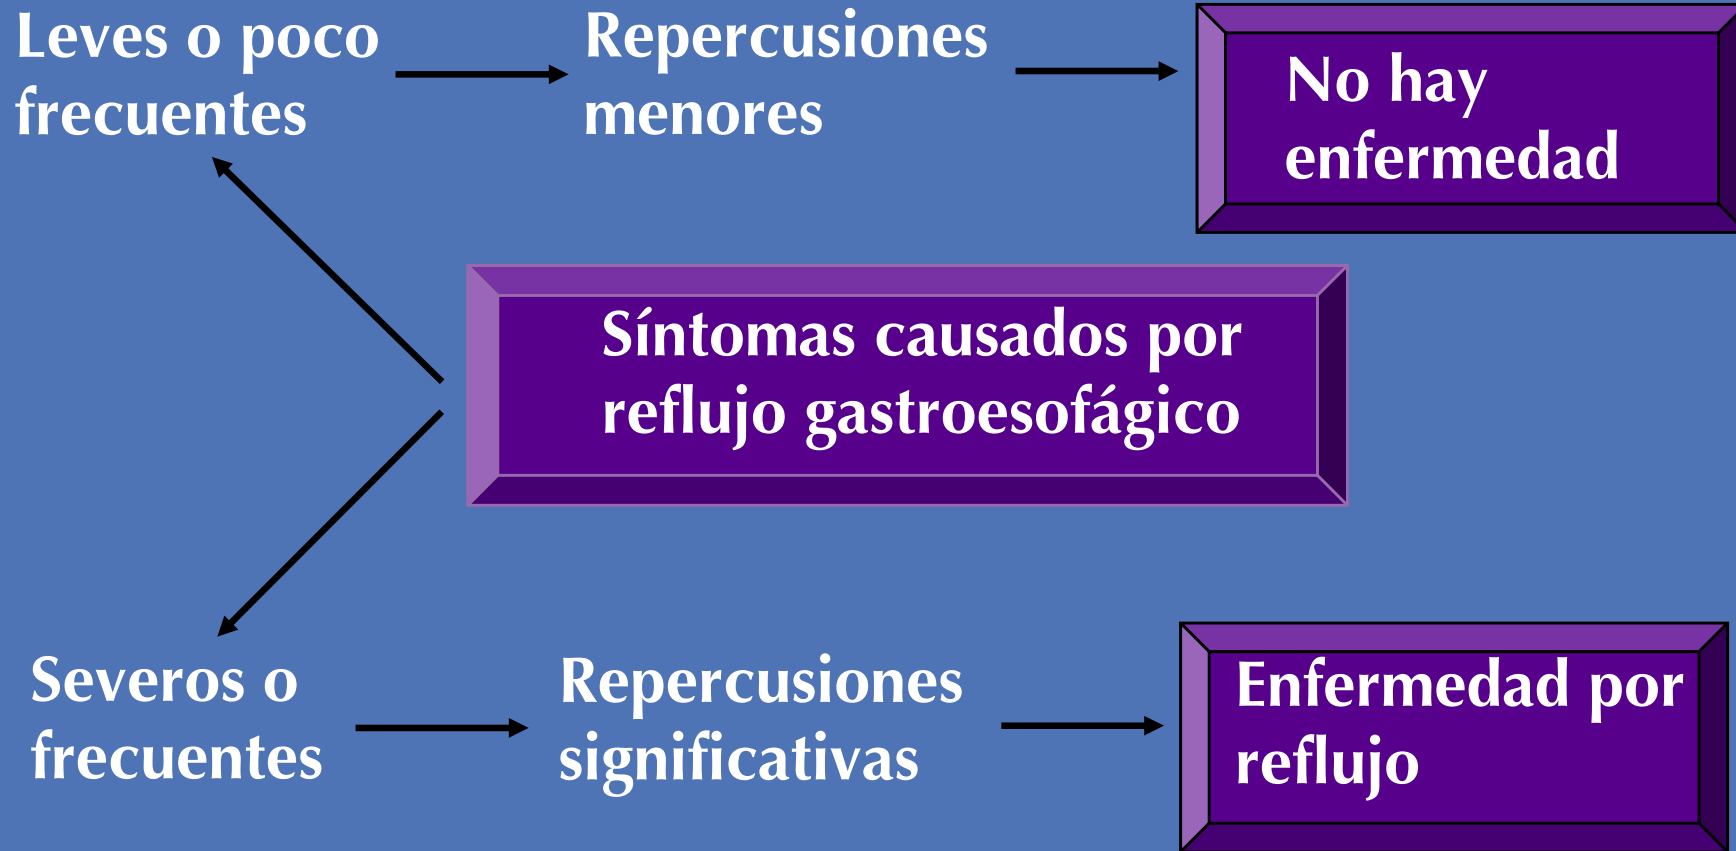 Leves o poco
frecuentes
Repercusiones
menores
No hay
enfermedad
Síntomas causados por
reflujo gastroesofágico
Severos o
frecuentes
Repercusiones
significativas
Enfermedad por
reflujo